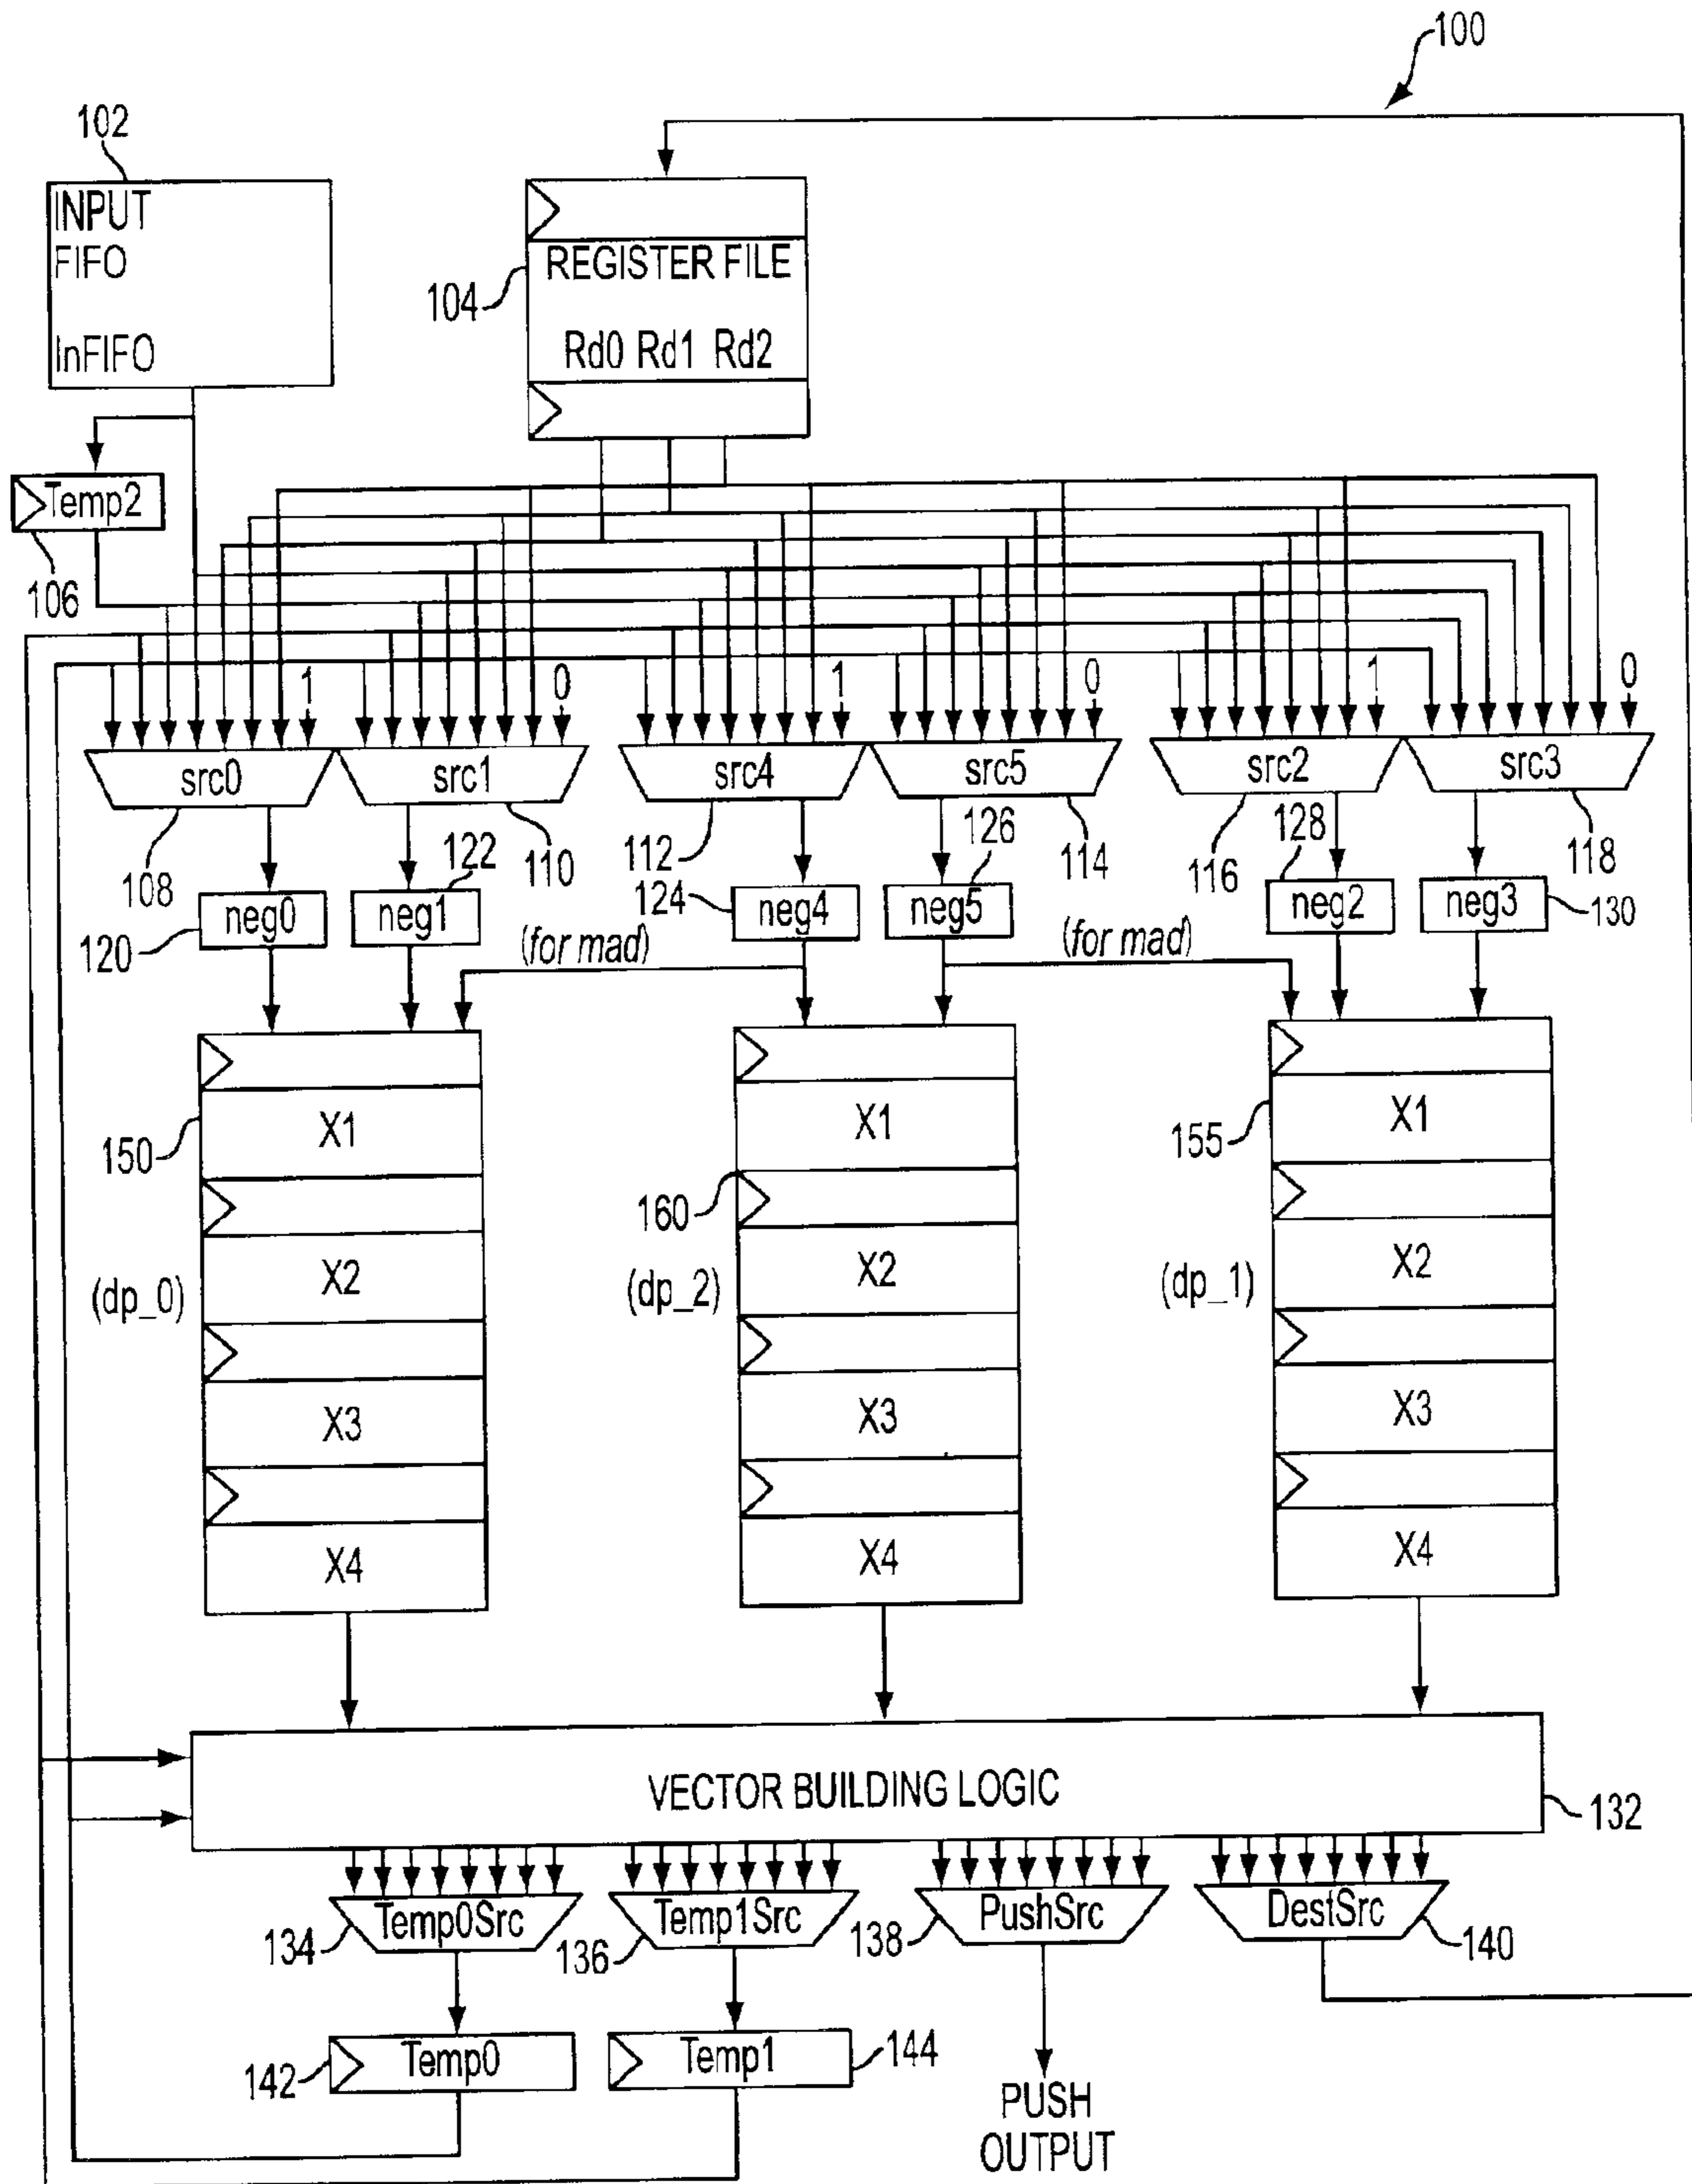 100
102
INPUT
FIFO
InFIFO
104
REGISTER FILE
Rd0 Rd1 Rd2
Temp2
106
1
0
1
0
1
0
src0
src1
src4
src5
src2
src3
108
110
112
114
116
118
120
122
124
126
128
130
neg0
neg1
neg4
neg5
neg2
neg3
(for mad)
(for mad)
150
160
155
X1
X1
X1
X2
X2
X2
(dp_0)
(dp_2)
(dp_1)
X3
X3
X3
X4
X4
X4
VECTOR BUILDING LOGIC
132
Temp0Src
Temp1Src
PushSrc
DestSrc
134
136
138
140
142
Temp0
Temp1
144
PUSH
OUTPUT